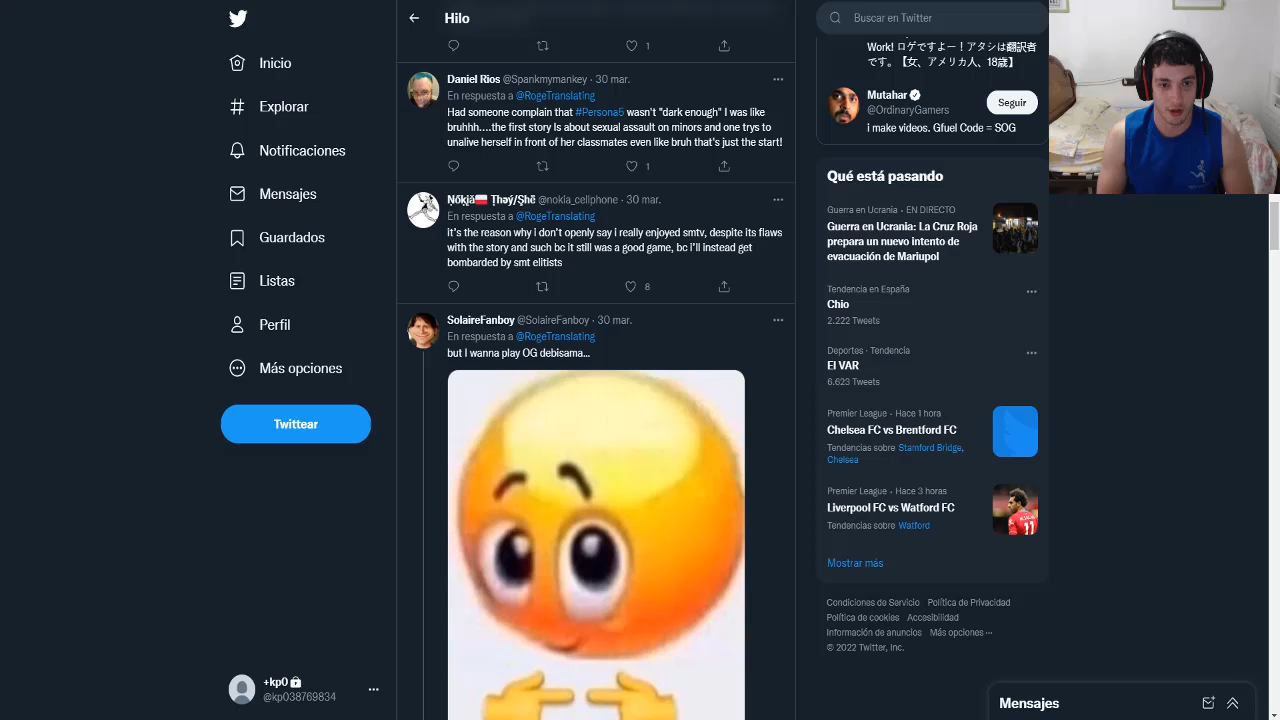 Inicio
Explorar
Notificaciones
Mensajes
Guardados
Listas
Perfil
Más opciones
Twittear
+kp0
@kp038769834
Hilo
1
Daniel Rios @Spankmymankey · 30 mar.
En respuesta a @RogeTranslating
Had someone complain that #Persona5 wasn't "dark enough" I was like
bruhhh....the first story Is about sexual assault on minors and one trys to
unalive herself in front of her classmates even like bruh that's just the start!
1
Ņőķįä Ţhaý/Şhē @nokla_cellphone · 30 mar.
En respuesta a @RogeTranslating
It's the reason why I don't openly say i really enjoyed smtv, despite its flaws
with the story and such bc it still was a good game, bc I'll instead get
bombarded by smt elitists
8
SolaireFanboy @SolaireFanboy · 30 mar.
En respuesta a @RogeTranslating
but I wanna play OG debisama...
Buscar en Twitter
Work! ロゲですよー！アタシは翻訳者
です。【女、アメリカ人、18歳】
Mutahar
@OrdinaryGamers
Seguir
i make videos. Gfuel Code = SOG
Qué está pasando
Guerra en Ucrania · EN DIRECTO
Guerra en Ucrania: La Cruz Roja
prepara un nuevo intento de
evacuación de Mariupol
Tendencia en España
Chio
2.222 Tweets
Deportes · Tendencia
El VAR
6.623 Tweets
Premier League · Hace 1 hora
Chelsea FC vs Brentford FC
Tendencias sobre Stamford Bridge,
Chelsea
Premier League · Hace 3 horas
Liverpool FC vs Watford FC
Tendencias sobre Watford
Mostrar más
Condiciones de Servicio Política de Privacidad
Política de cookies Accesibilidad
Información de anuncios Más opciones ···
© 2022 Twitter, Inc.
Mensajes